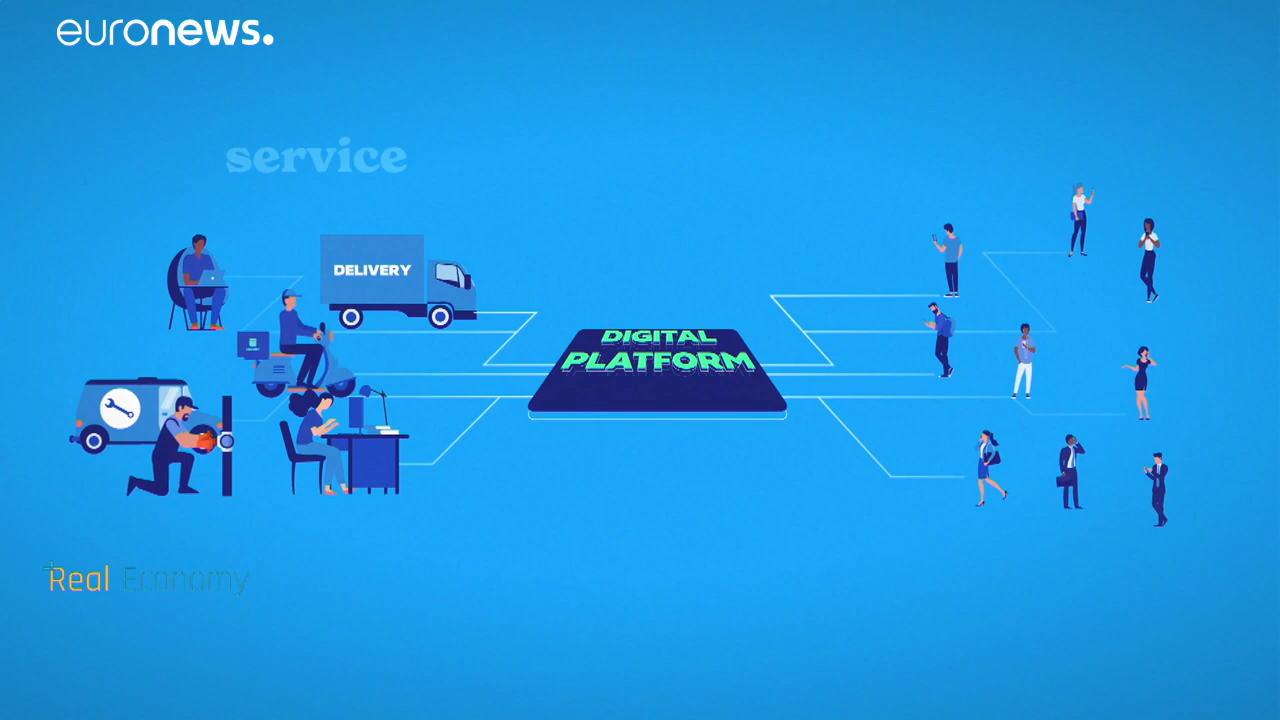 euronews.
service
DELIVERY
DIGITAL
PLATFORM
Real Economy